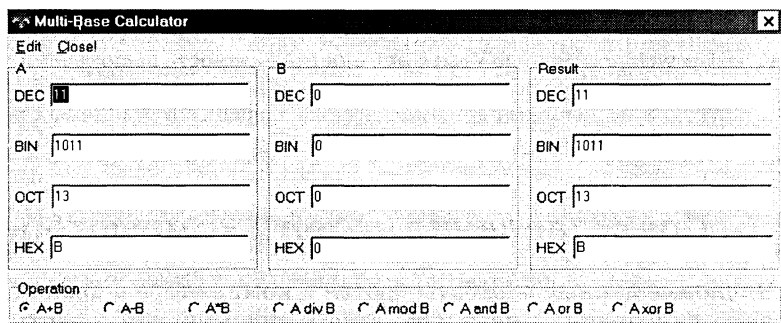 Multi-Base Calculator
Edit Close!
A
DEC 11
BIN 1011
OCT 13
HEX B
B
DEC 0
BIN 0
OCT 0
HEX 0
Result
DEC 11
BIN 1011
OCT 13
HEX B
Operation
A+B A-B A*B A div B A mod B A and B A or B A xor B